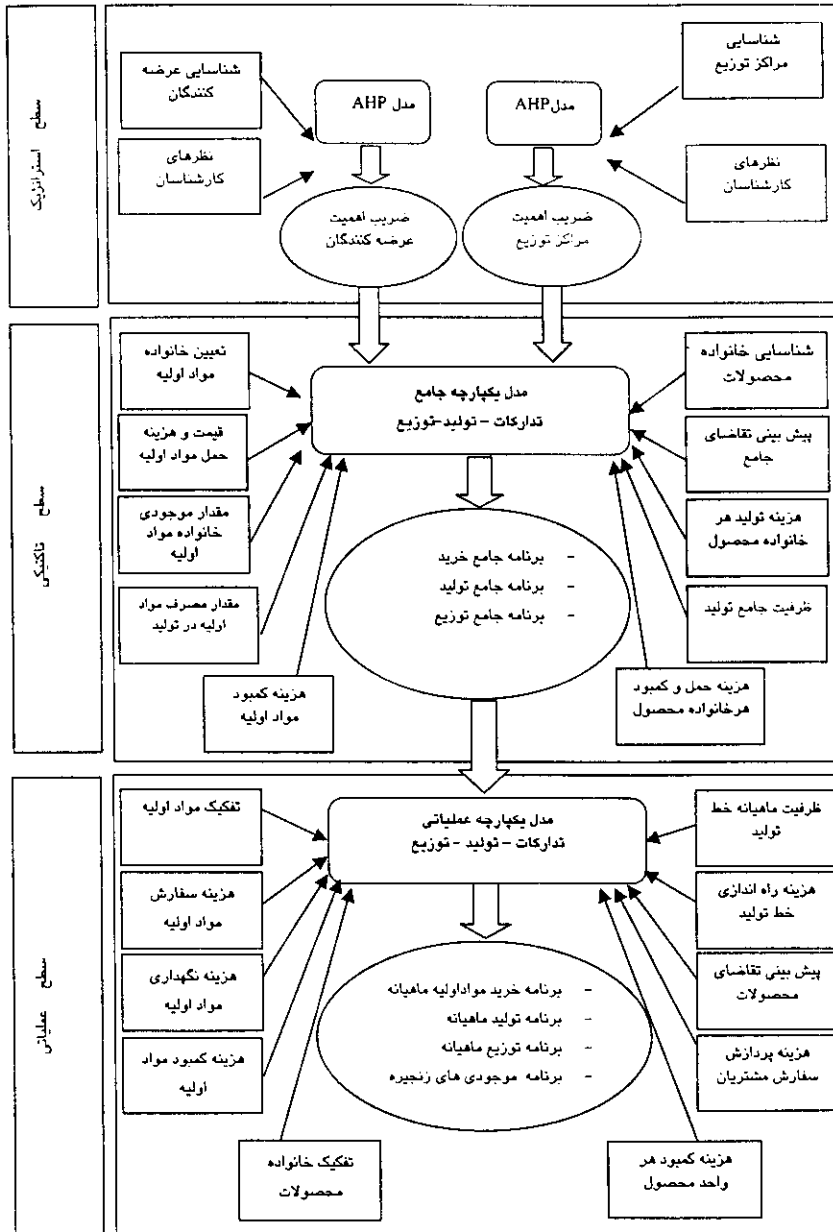 سطح استراتژیک
شناسایی
مراکز توزیع
نظرهای
کارشناسان
مدل AHP
ضریب اهمیت
مراکز توزیع
مدل AHP
ضریب اهمیت
عرضه کنندگان
شناسایی عرضه
کنندگان
نظرهای
کارشناسان
سطح تاکتیکی
شناسایی خانواده
محصولات
پیش بینی تقاضای
جامع
هزینه تولید هر
خانواده محصول
ظرفیت جامع تولید
هزینه حمل و کمبود
هرخانواده محصول
مدل یکپارچه جامع
تدارکات – تولید-توزیع
- برنامه جامع خرید
- برنامه جامع تولید
- برنامه جامع توزیع
تعیین خانواده
مواد اولیه
قیمت و هزینه
حمل مواد اولیه
مقدار موجودی
خانواده مواد
اولیه
مقدار مصرف مواد
اولیه در تولید
هزینه کمبود
مواد اولیه
سطح عملیاتی
ظرفیت ماهیانه خط
تولید
هزینه راه اندازی
خط تولید
پیش بینی تقاضای
محصولات
هزینه پردازش
سفارش مشتریان
هزینه کمبود هر
واحد محصول
مدل یکپارچه عملیاتی
تدارکات – تولید - توزیع
- برنامه خرید مواداولیه ماهیانه
- برنامه تولید ماهیانه
- برنامه توزیع ماهیانه
- برنامه موجودی های زنجیره
تفکیک مواد اولیه
هزینه سفارش
مواد اولیه
هزینه نگهداری
مواد اولیه
هزینه کمبود مواد
اولیه
تفکیک خانواده
محصولات